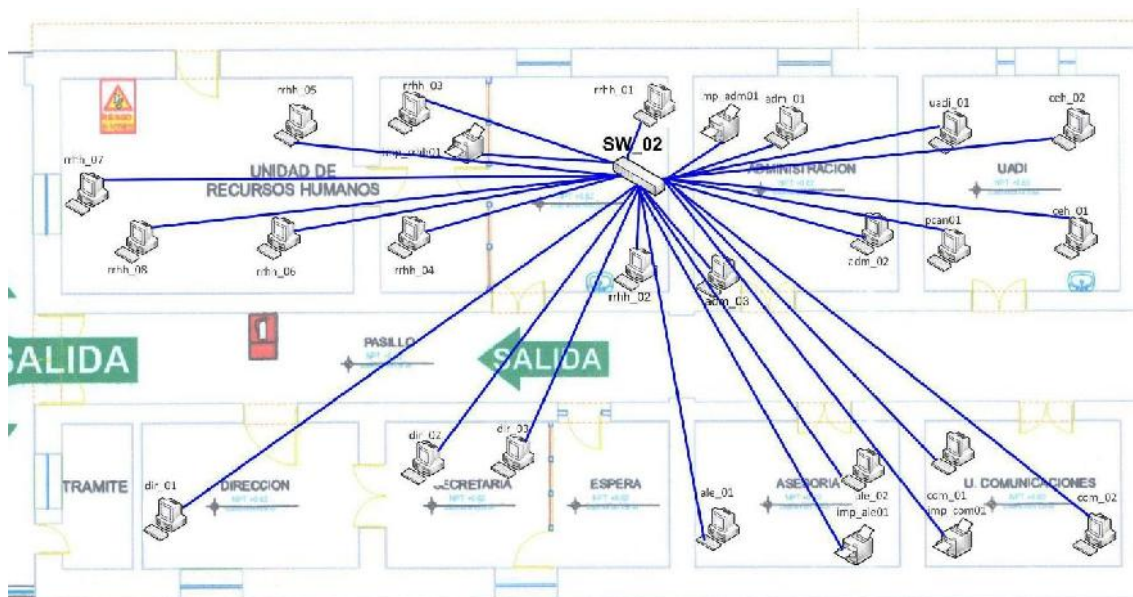 rrhh_05
rrhh_03
rrhh_01
imp_adm01
adm_01
uadi_01
ceh_02
SW_02
rrhh_07
UNIDAD DE
RECURSOS HUMANOS
ADMINISTRACION
UADI
rrhh_08
rrhh_06
rrhh_04
rrhh_02
adm_03
adm_02
pcan01
ceh_01
SALIDA
PASILLO
SALIDA
TRAMITE
dir_01
DIRECCION
dir_02
dir_03
SECRETARIA
ESPERA
ale_01
ASESORIA
ale_02
imp_ale01
com_01
imp_com01
U. COMUNICACIONES
com_02